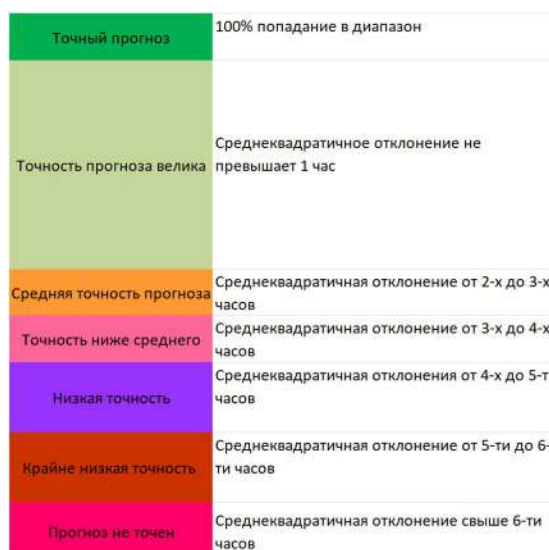 Точный прогноз
100% попадание в диапазон
Точность прогноза велика
Среднеквадратичное отклонение не
превышает 1 час
Средняя точность прогноза
Среднеквадратичная отклонение от 2-х до 3-х
часов
Точность ниже среднего
Среднеквадратичная отклонение от 3-х до 4-х
часов
Низкая точность
Среднеквадратичная отклонения от 4-х до 5-т
часов
Крайне низкая точность
Среднеквадратичная отклонение от 5-ти до 6-
ти часов
Прогноз не точен
Среднеквадратичная отклонение свыше 6-ти
часов